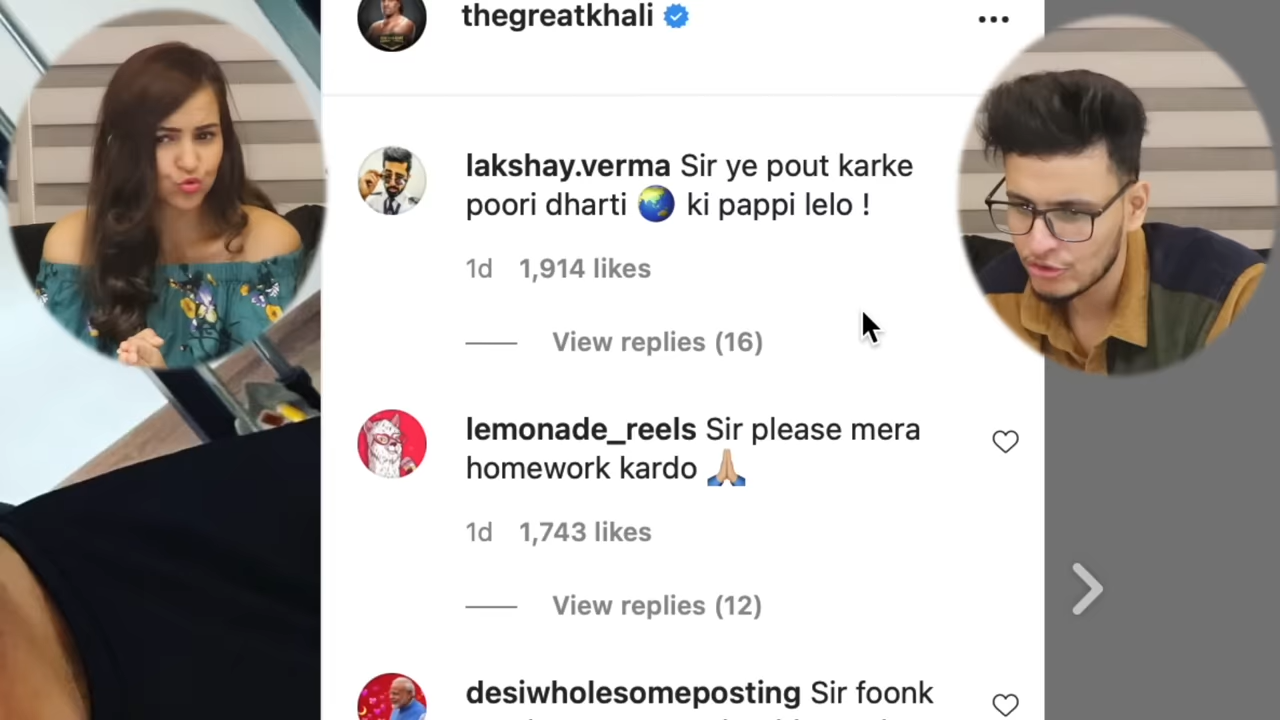 thegreatkhali
lakshay.verma Sir ye pout karke
poori dharti 🌏 ki pappi lelo !
1d 1,914 likes
View replies (16)
lemonade_reels Sir please mera
homework kardo 🙏🏼
1d 1,743 likes
View replies (12)
desiwholesomeposting Sir foonk